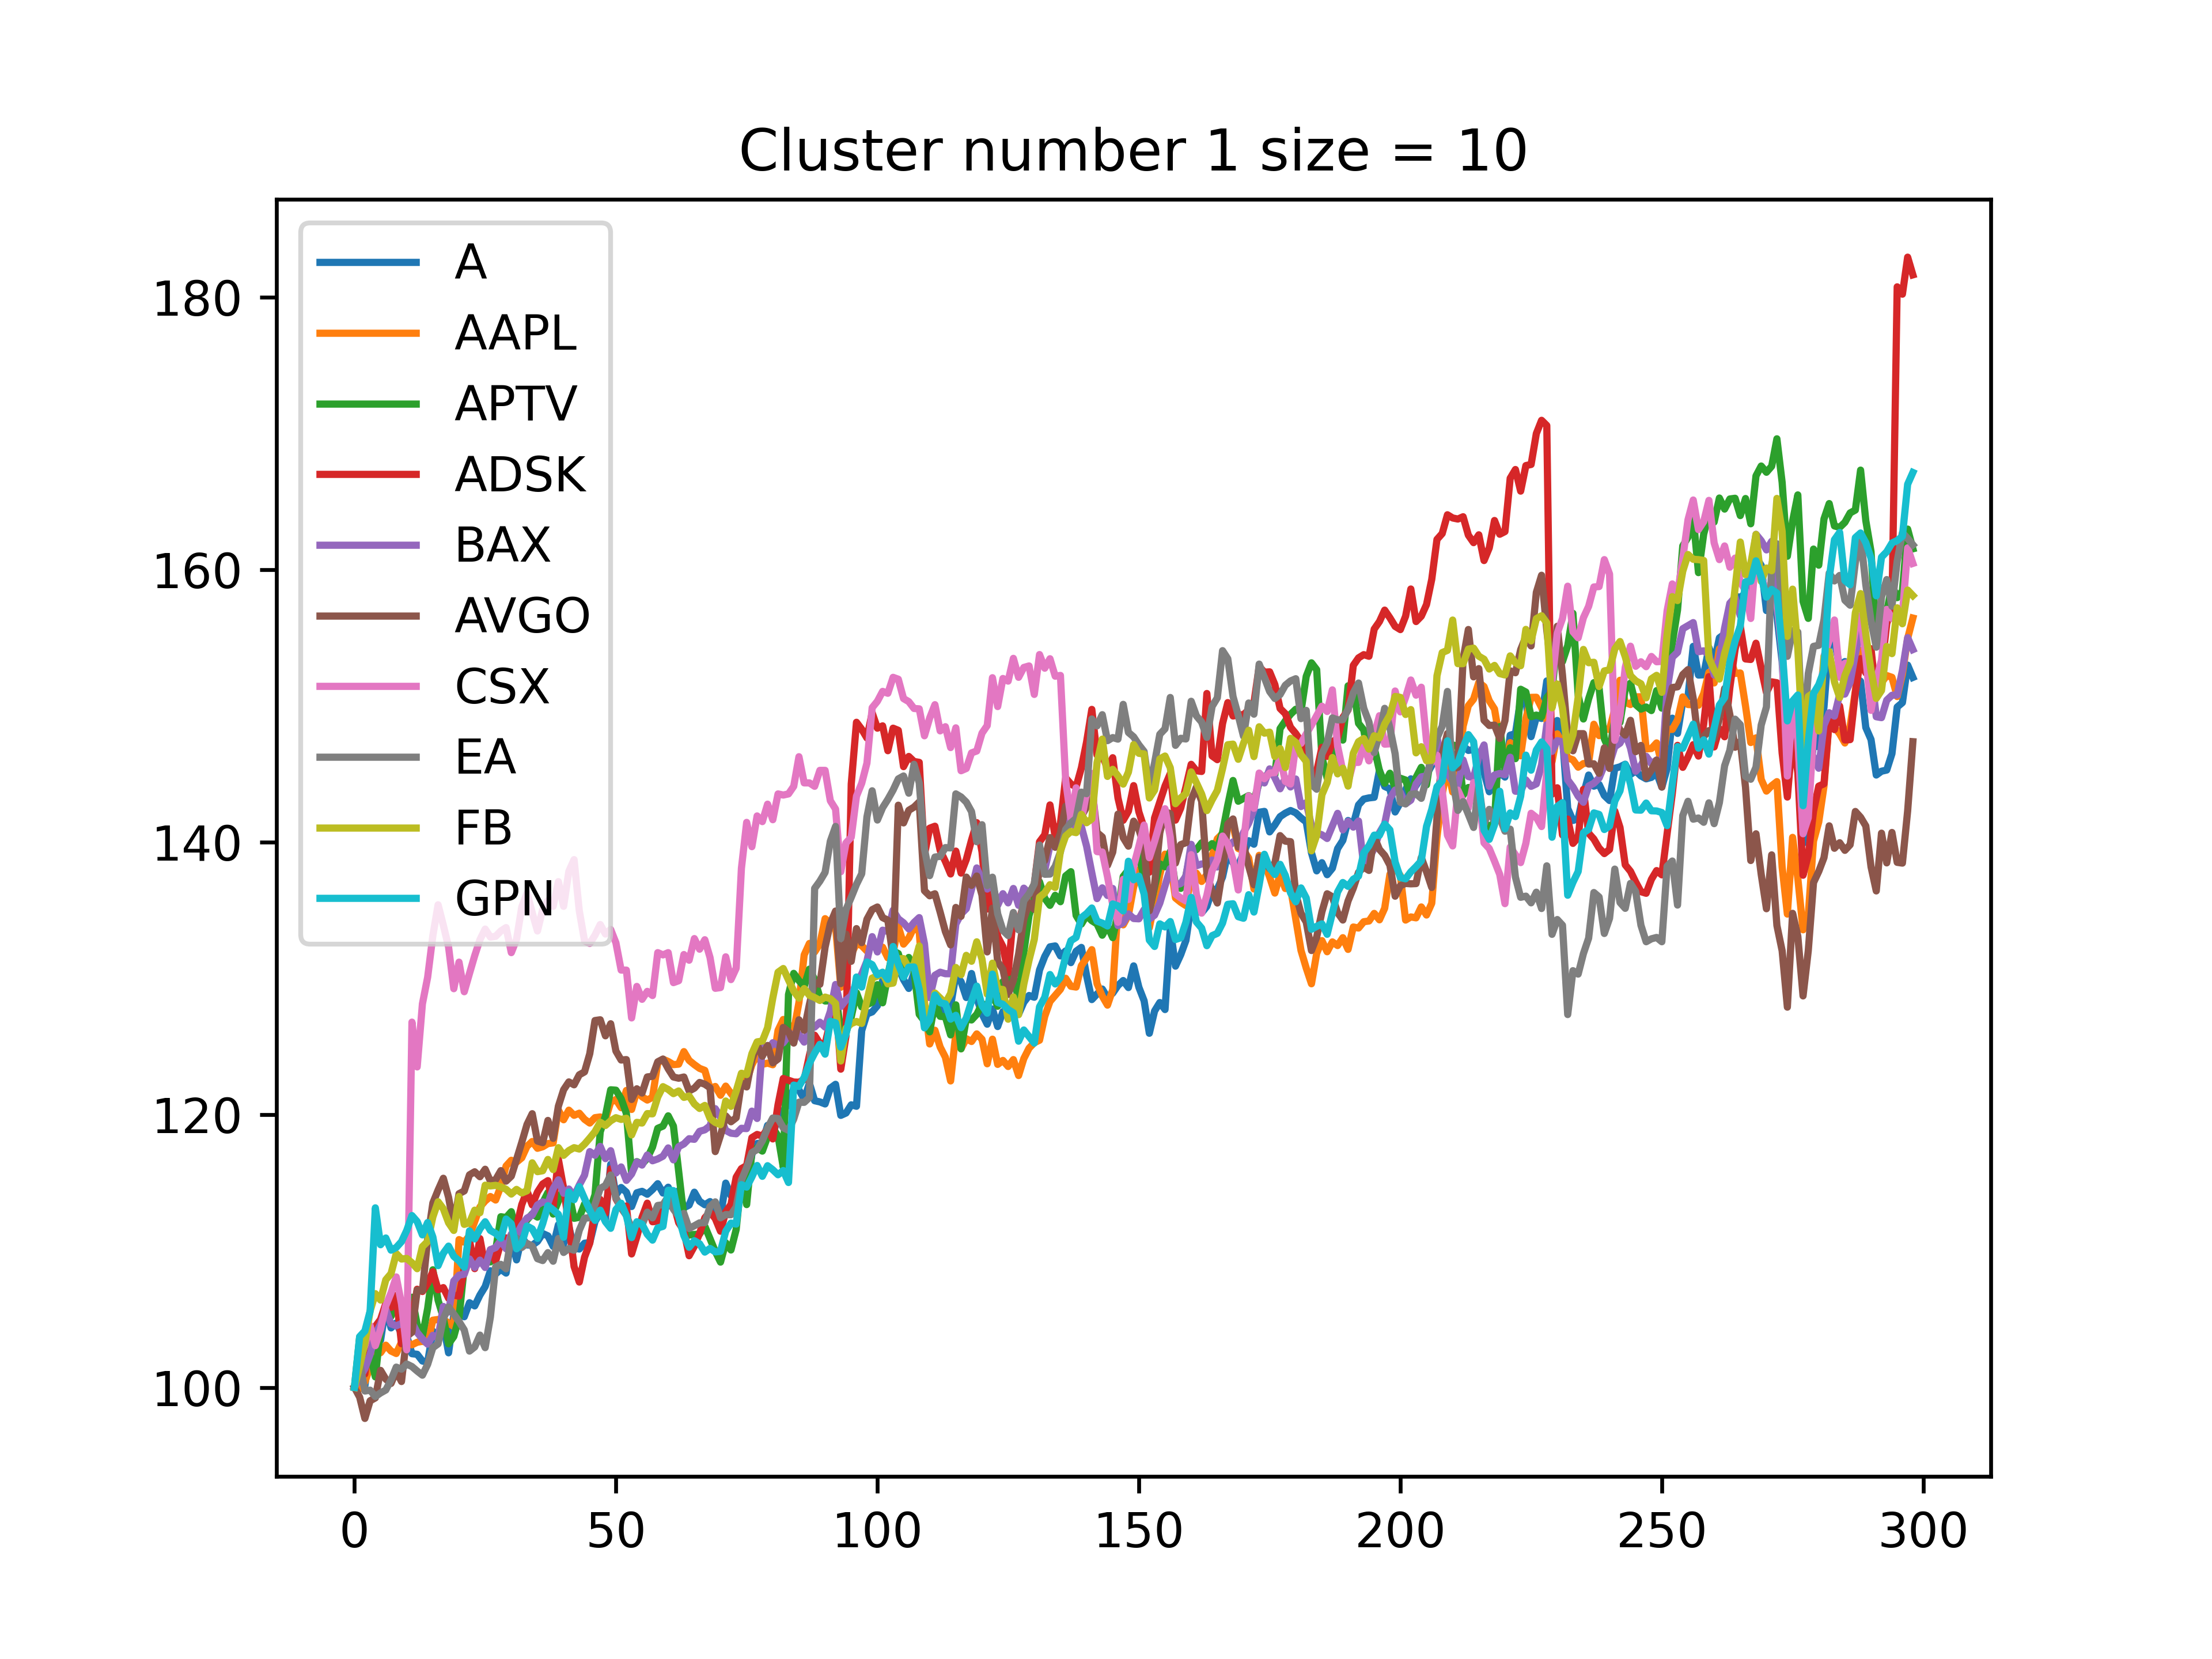 Cluster number 1 size = 10
180
160
140
120
100
A
AAPL
APTV
ADSK
BAX
AVGO
CSX
EA
FB
GPN
0 50 100 150 200 250 300